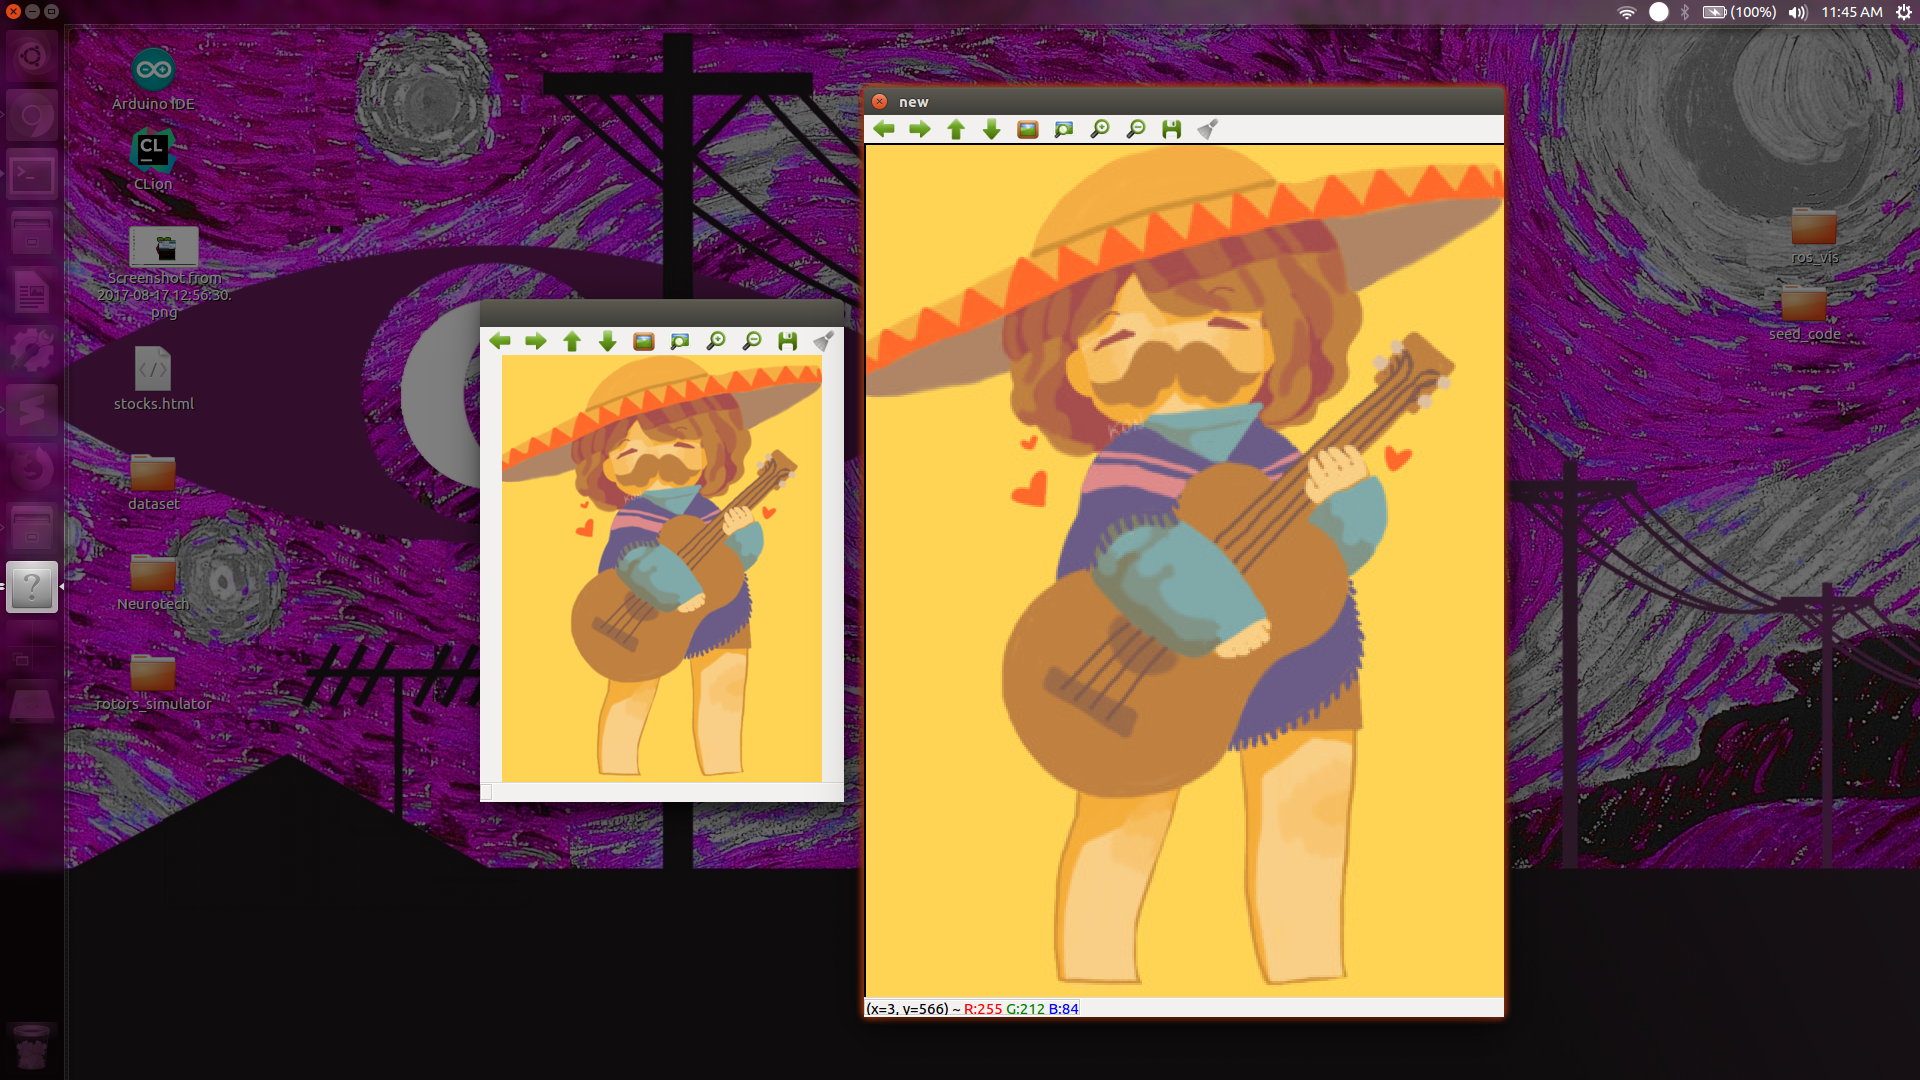 (100%)
11:45 AM
Arduino IDE
CL
CLion
Screenshot from
2017-08-17 12:56:30.
png
stocks.html
dataset
Neurotech
rotors_simulator
new
ros_vis
seed_code
(x=3, y=566) ~ R:255 G:212 B:84